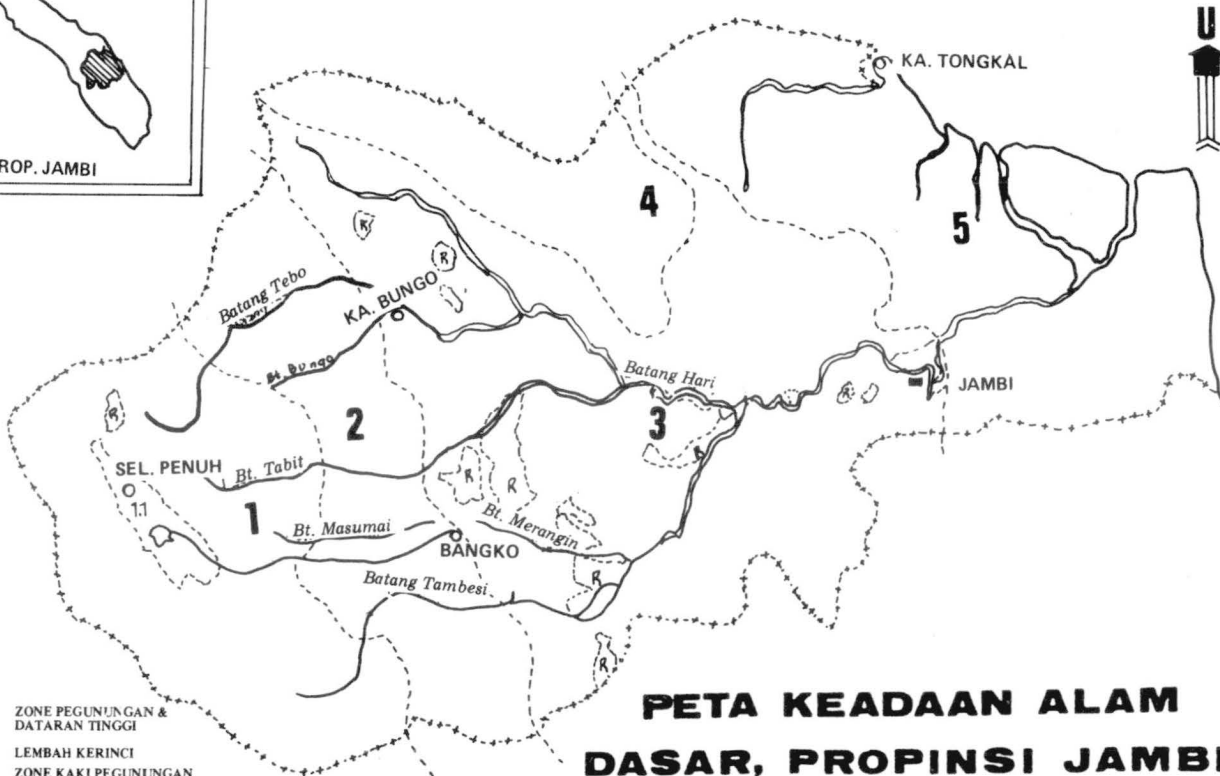 U
KA. TONGKAL
ROP. JAMBI
4
5
R
R
Batang Tebo
KA. BUNGO
Bt. Bungo
Batang Hari
JAMBI
R
R
2
3
R
SEL. PENUH
Bt. Tabit
R
R
1.1
1
Bt. Masumai
Bt. Merangin
BANGKO
R
Batang Tambesi
R
ZONE PEGUNUNGAN &
DATARAN TINGGI
LEMBAH KERINCI
ZONE KAKI PEGUNUNGAN
PETA KEADAAN ALAM
DASAR, PROPINSI JAMBI